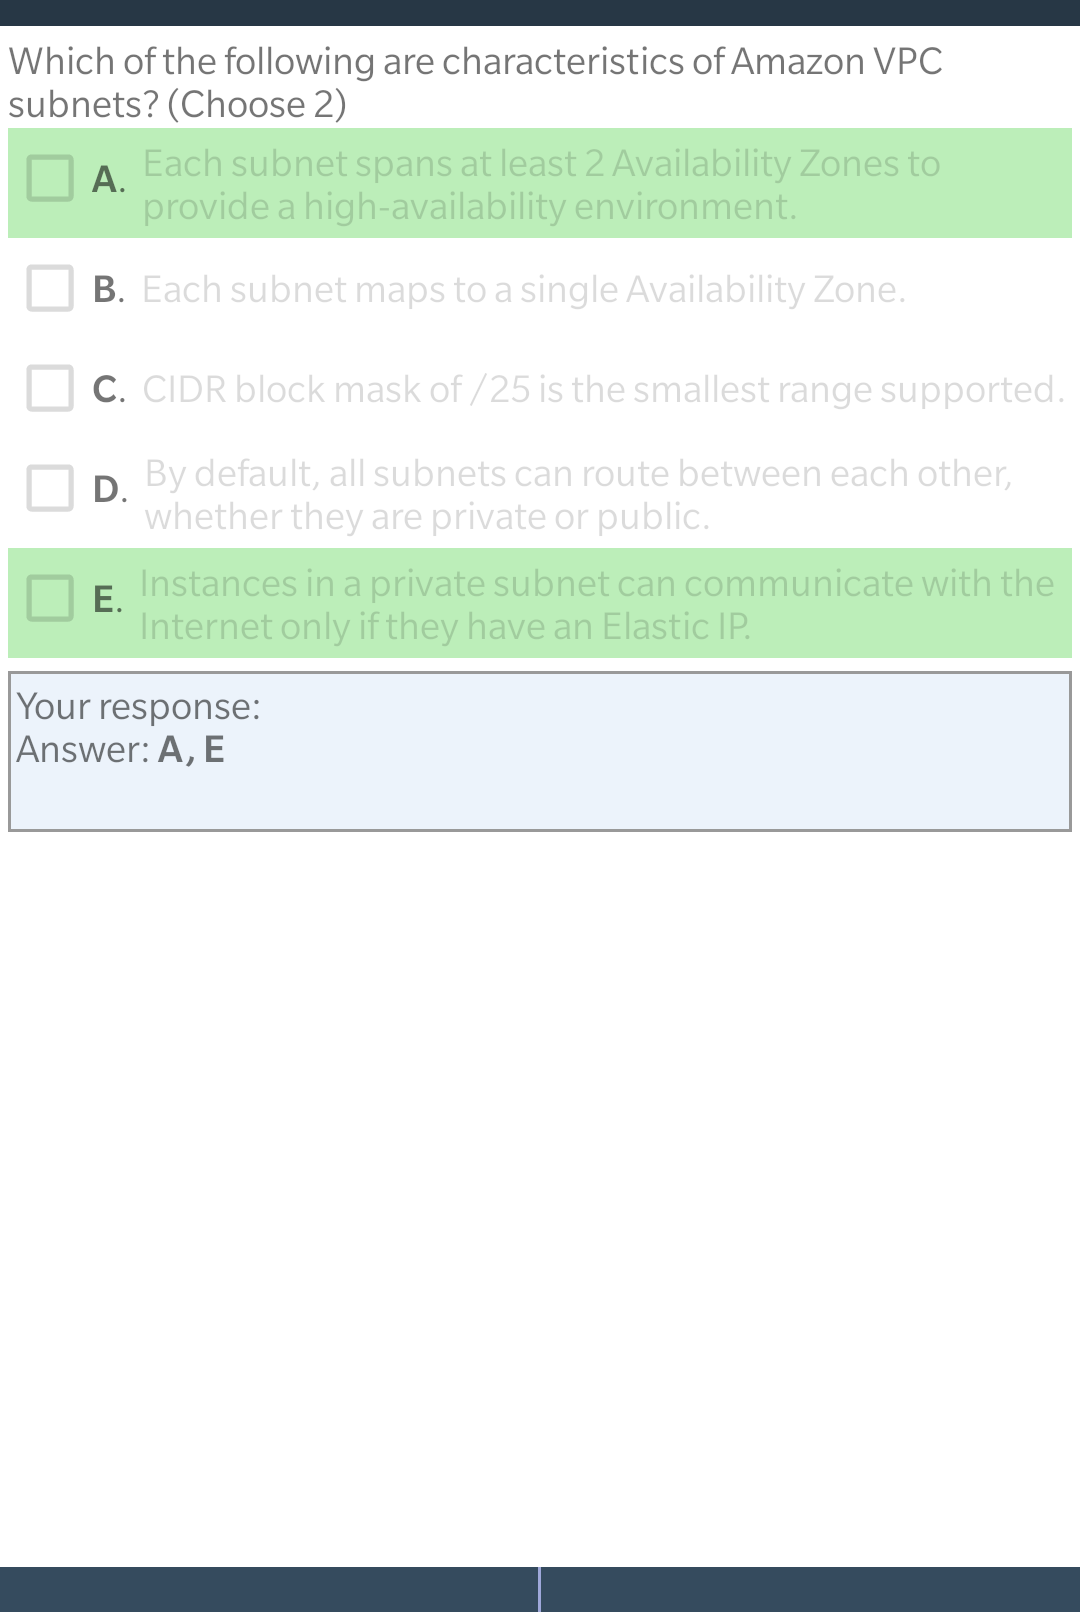 Which of the following are characteristics of Amazon VPC
subnets? (Choose 2)
A. Each subnet spans at least 2 Availability Zones to
provide a high-availability environment.
B. Each subnet maps to a single Availability Zone.
C. CIDR block mask of /25 is the smallest range supported.
D. By default, all subnets can route between each other,
whether they are private or public.
E. Instances in a private subnet can communicate with the
Internet only if they have an Elastic IP.
Your response:
Answer: A, E